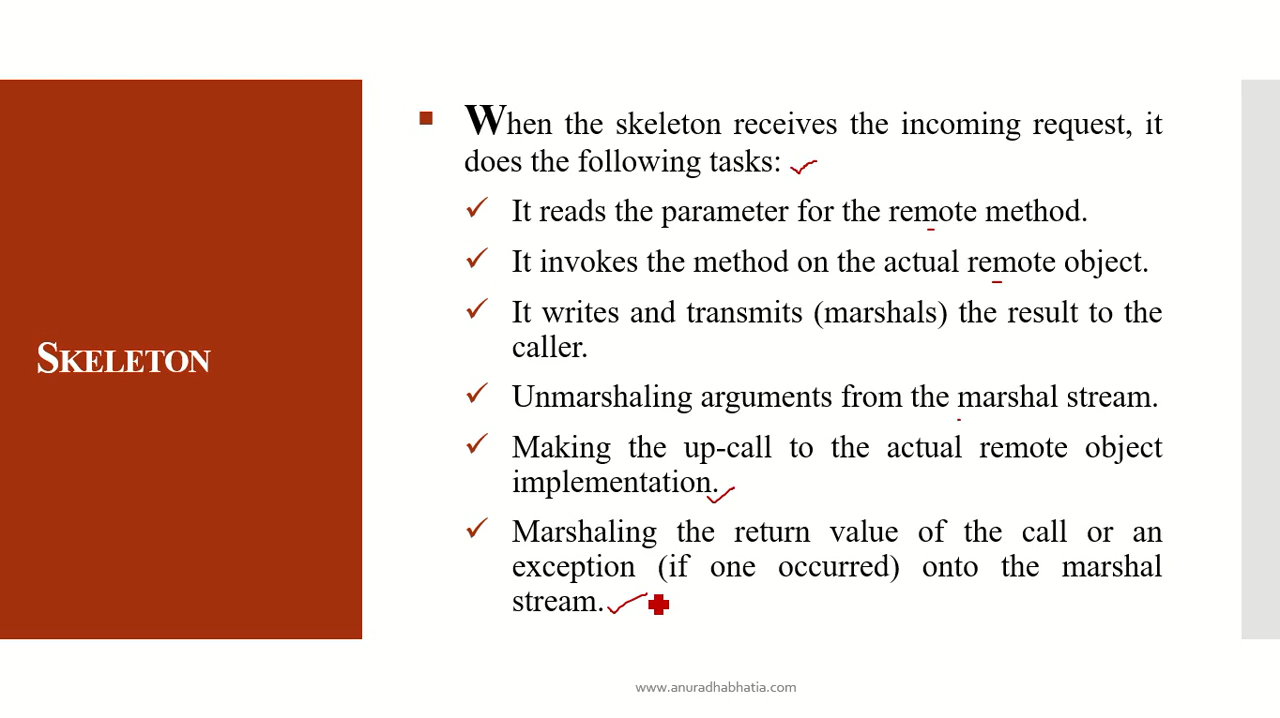 SKELETON
When the skeleton receives the incoming request, it
does the following tasks:
It reads the parameter for the remote method.
It invokes the method on the actual remote object.
It writes and transmits (marshals) the result to the
caller.
Unmarshaling arguments from the marshal stream.
Making the up-call to the actual remote object
implementation.
Marshaling the return value of the call or an
exception (if one occurred) onto the marshal
stream.
www.anuradhabhatia.com